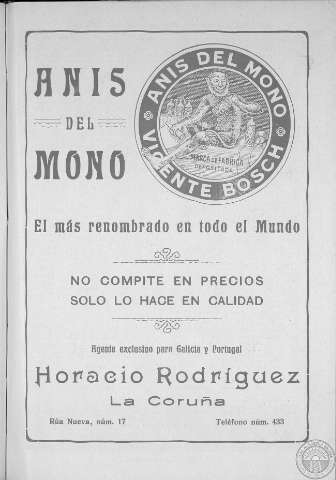 ANIS
DEL
MONO
ANIS DEL MONO
VICENTE BOSCH
MARCA DE FABRICA
DEPOSITADA
El más renombrado en todo el Mundo
NO COMPITE EN PRECIOS
SOLO LO HACE EN CALIDAD
Agente exclusivo para Galicia y Portugal
Horacio Rodríguez
La Coruña
Rúa Nueva, núm. 17
Teléfono núm. 433